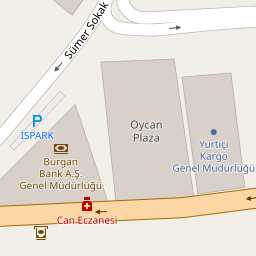 Sümer Sokak
P
İSPARK
Oycan
Plaza
Yurtiçi
Kargo
Genel Müdürlüğü
Burgan
Bank A.Ş.
Genel Müdürlüğü
Can Eczanesi